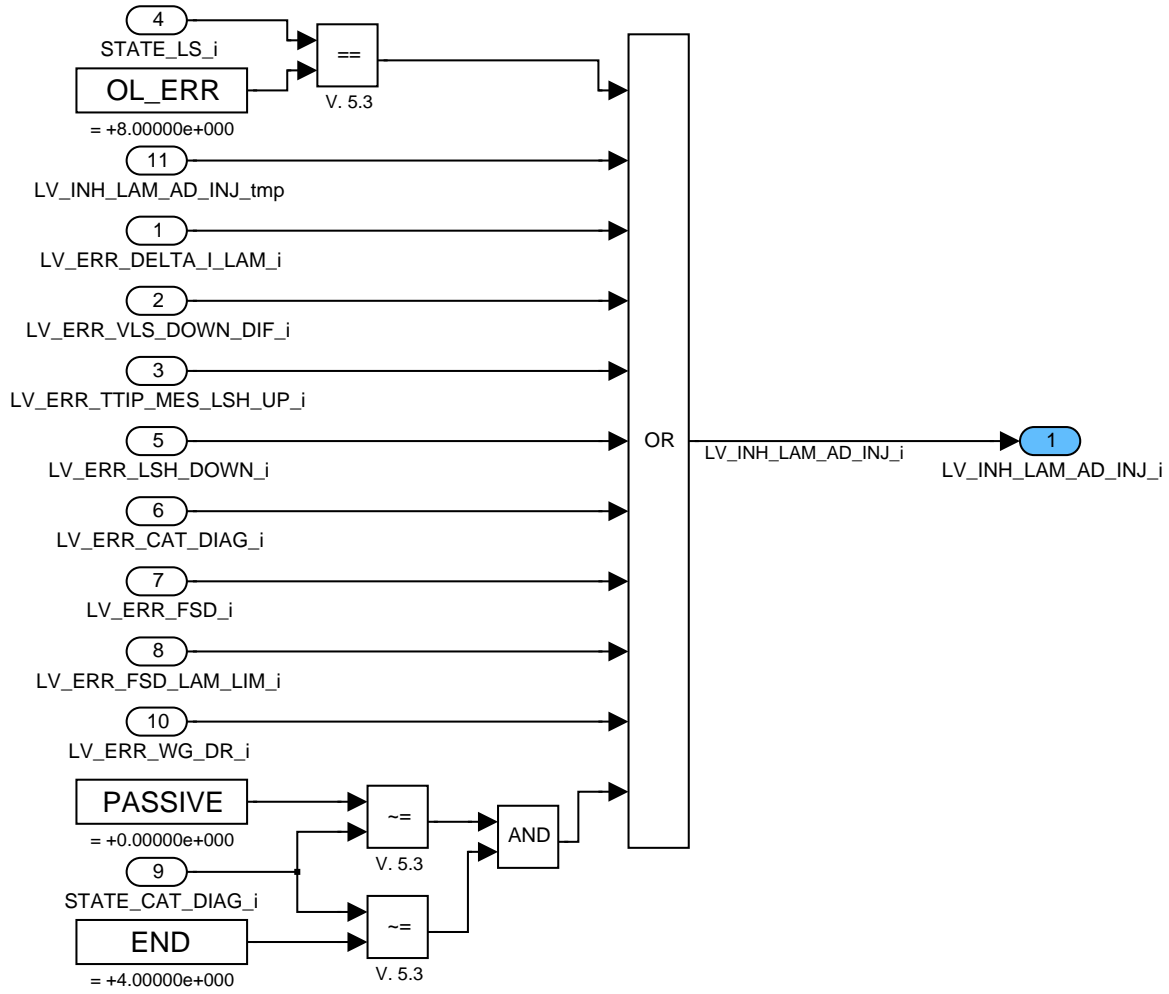 4
STATE_LS_i
OL_ERR
= +8.00000e+000
==
V. 5.3
11
LV_INH_LAM_AD_INJ_tmp
1
LV_ERR_DELTA_I_LAM_i
2
LV_ERR_VLS_DOWN_DIF_i
3
LV_ERR_TTIP_MES_LSH_UP_i
5
LV_ERR_LSH_DOWN_i
6
LV_ERR_CAT_DIAG_i
7
LV_ERR_FSD_i
8
LV_ERR_FSD_LAM_LIM_i
10
LV_ERR_WG_DR_i
PASSIVE
= +0.00000e+000
9
STATE_CAT_DIAG_i
END
= +4.00000e+000
~=
V. 5.3
~=
V. 5.3
AND
OR
LV_INH_LAM_AD_INJ_i
1
LV_INH_LAM_AD_INJ_i